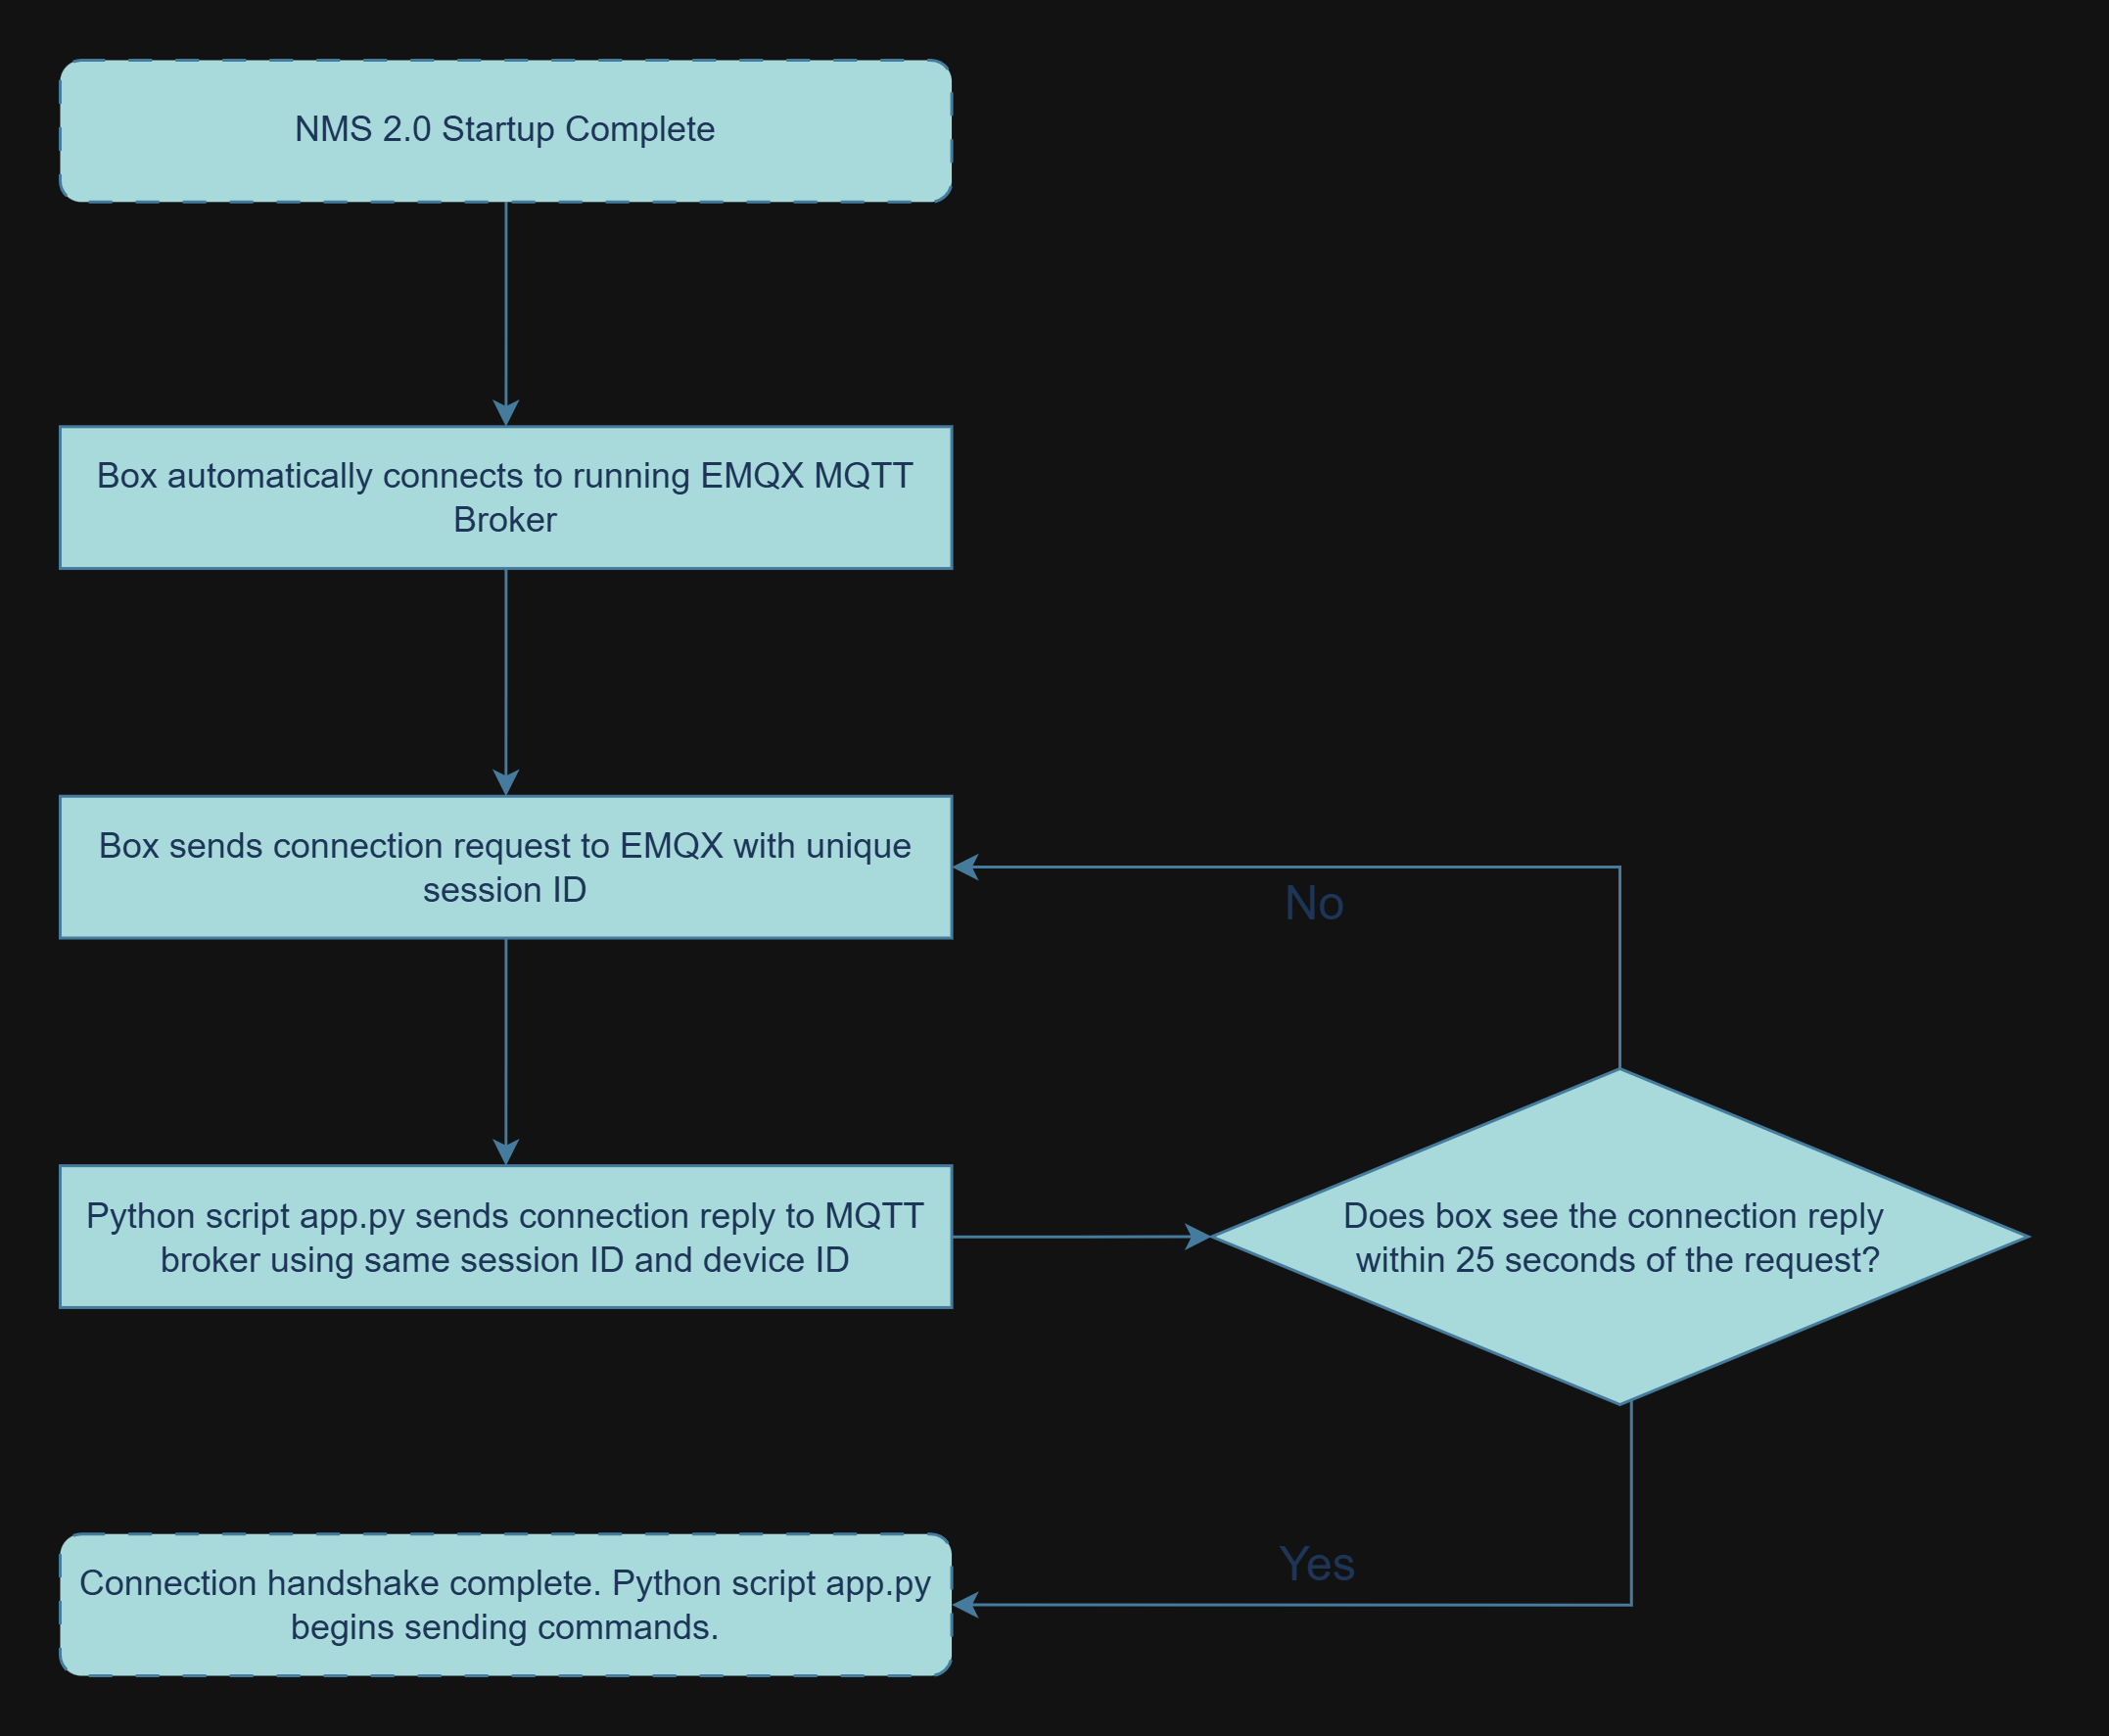 NMS 2.0 Startup Complete
Box automatically connects to running EMQX MQTT
Broker
Box sends connection request to EMQX with unique
session ID
No
Python script app.py sends connection reply to MQTT
broker using same session ID and device ID
Does box see the connection reply
within 25 seconds of the request?
Yes
Connection handshake complete. Python script app.py
begins sending commands.